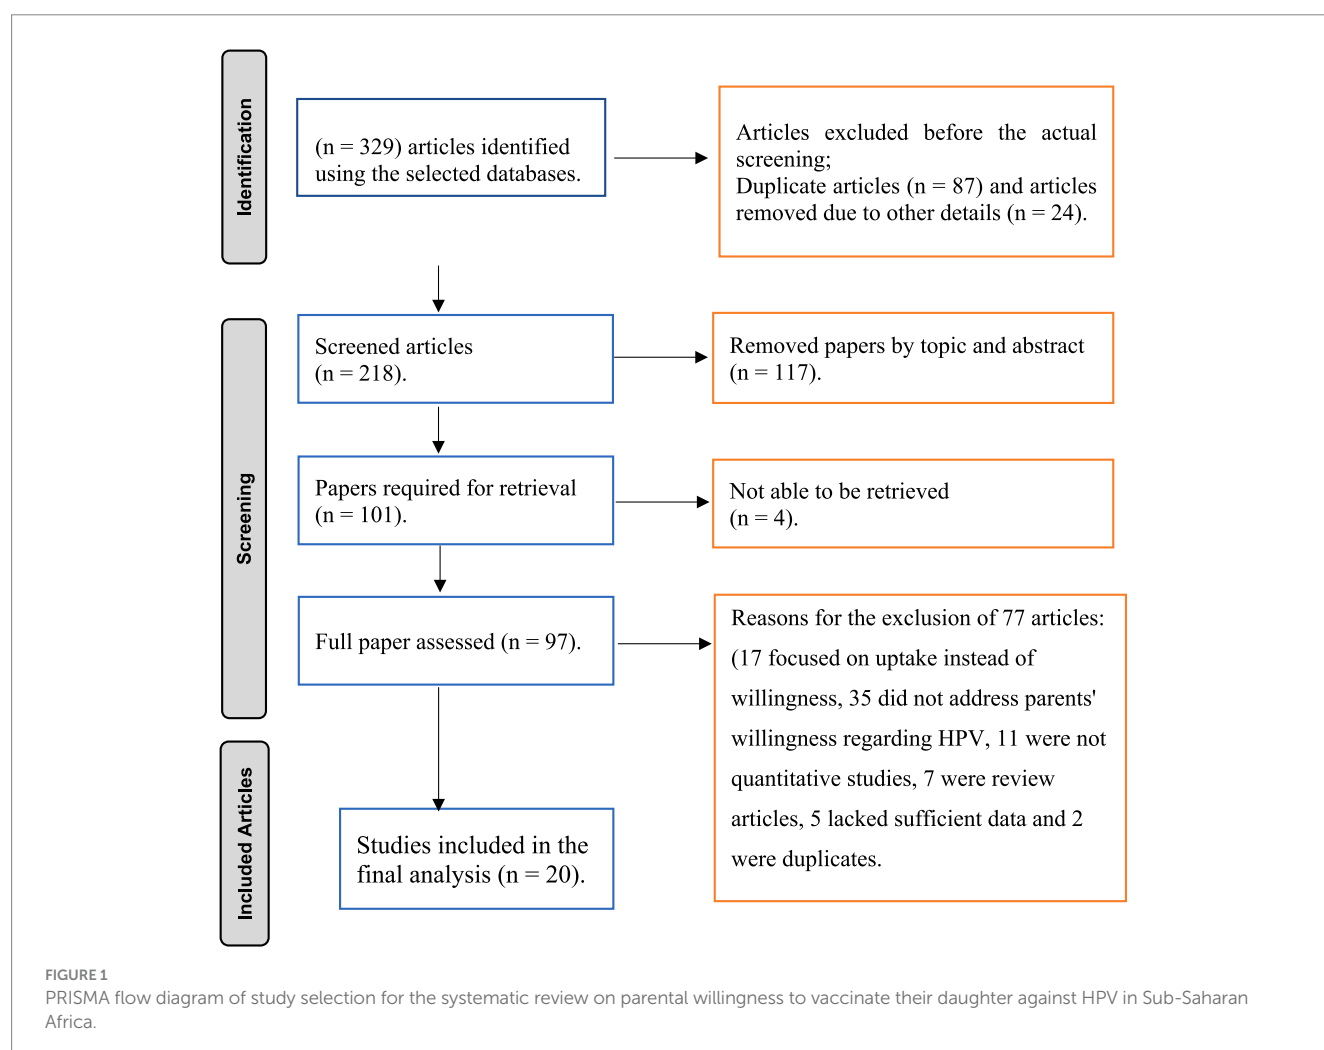 Identification
(n = 329) articles identified
using the selected databases.
Articles excluded before the actual
screening;
Duplicate articles (n = 87) and articles
removed due to other details (n = 24).
Screening
Screened articles
(n = 218).
Removed papers by topic and abstract
(n = 117).
Papers required for retrieval
(n = 101).
Not able to be retrieved
(n = 4).
Full paper assessed (n = 97).
Reasons for the exclusion of 77 articles:
(17 focused on uptake instead of
willingness, 35 did not address parents'
willingness regarding HPV, 11 were not
quantitative studies, 7 were review
articles, 5 lacked sufficient data and 2
were duplicates.
Included Articles
Studies included in the
final analysis (n = 20).
FIGURE 1
PRISMA flow diagram of study selection for the systematic review on parental willingness to vaccinate their daughter against HPV in Sub-Saharan
Africa.